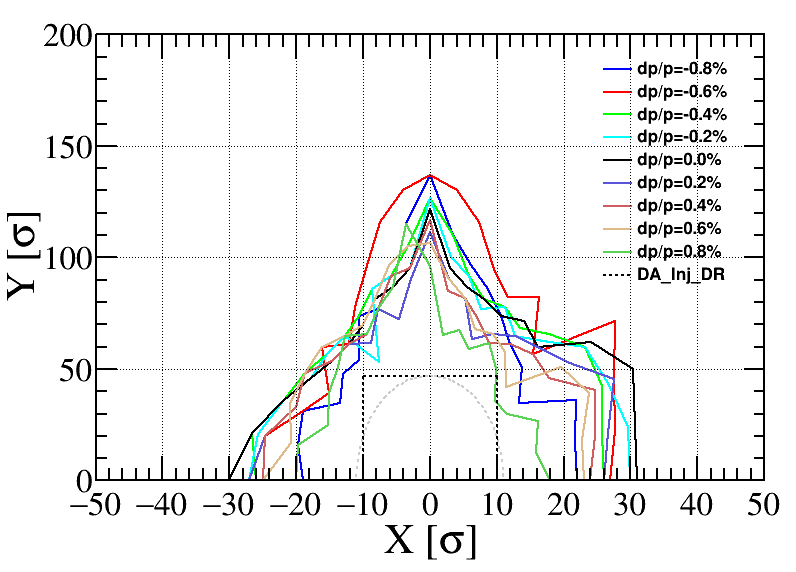 200
150
100
50
0
Y [σ]
dp/p=-0.8%
dp/p=-0.6%
dp/p=-0.4%
dp/p=-0.2%
dp/p=0.0%
dp/p=0.2%
dp/p=0.4%
dp/p=0.6%
dp/p=0.8%
DA_Inj_DR
−50 −40 −30 −20 −10 0 10 20 30 40 50
X [σ]